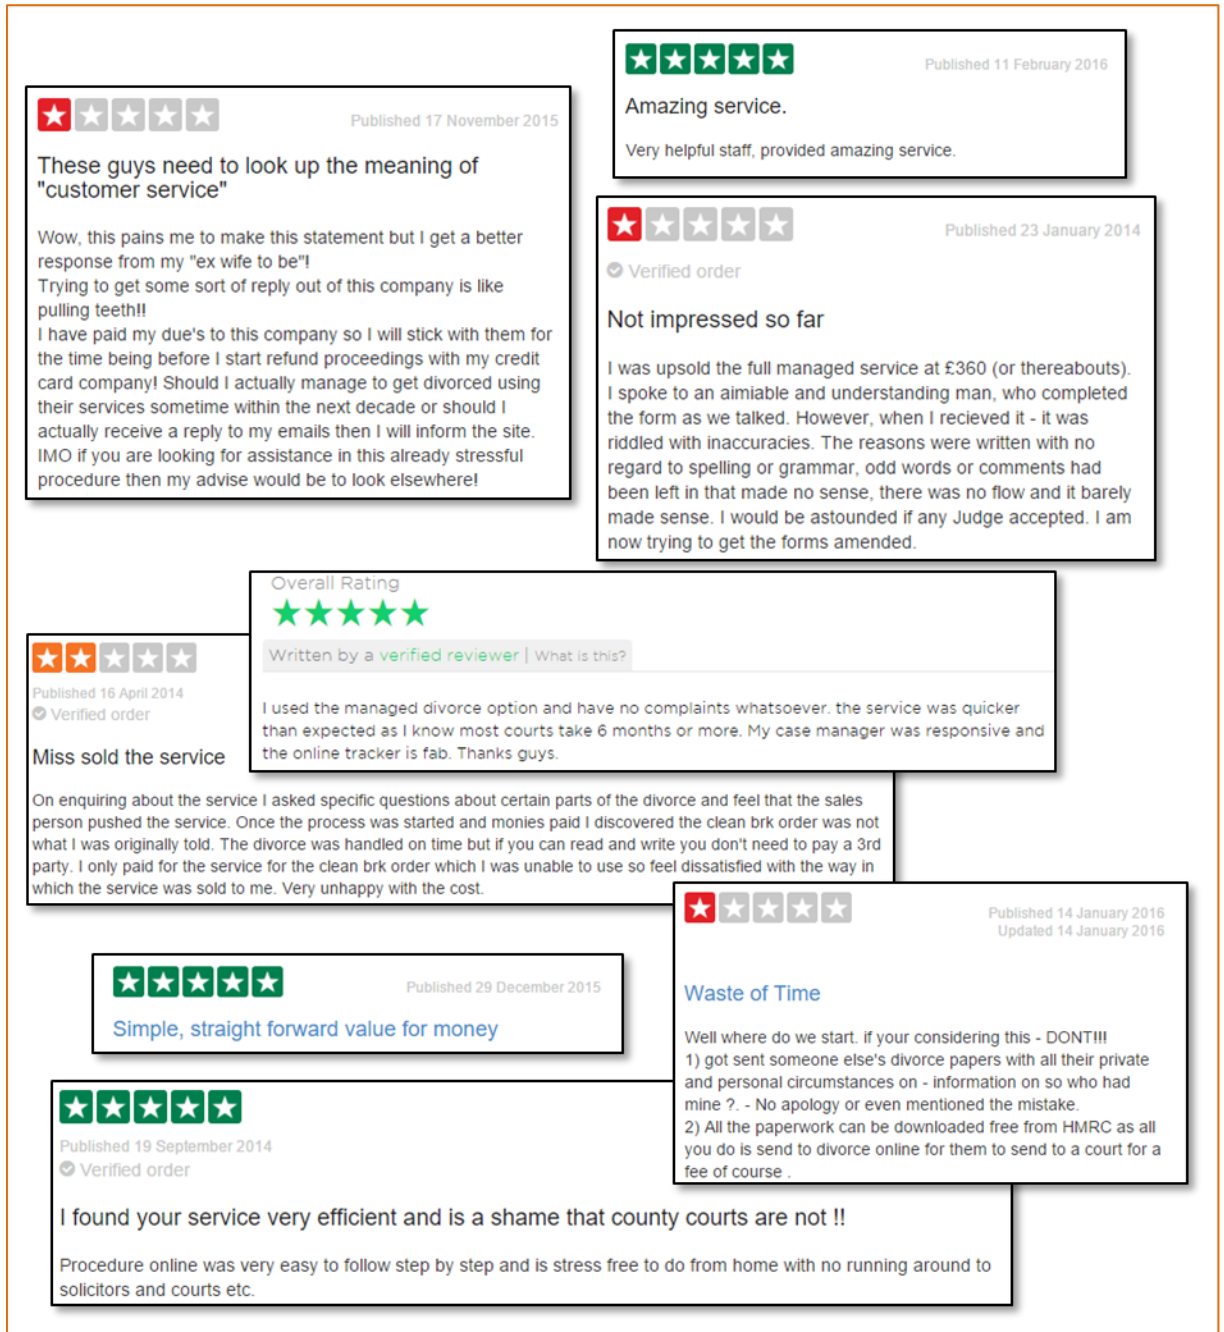 Published 11 February 2016
Amazing service.
Very helpful staff, provided amazing service.
Published 17 November 2015
These guys need to look up the meaning of
"customer service"
Wow, this pains me to make this statement but I get a better
response from my "ex wife to be"!
Trying to get some sort of reply out of this company is like
pulling teeth!!
I have paid my due's to this company so I will stick with them for
the time being before I start refund proceedings with my credit
card company! Should I actually manage to get divorced using
their services sometime within the next decade or should I
actually receive a reply to my emails then I will inform the site.
IMO if you are looking for assistance in this already stressful
procedure then my advise would be to look elsewhere!
Published 23 January 2014
Verified order
Not impressed so far
I was upsold the full managed service at £360 (or thereabouts).
I spoke to an aimiable and understanding man, who completed
the form as we talked. However, when I recieved it - it was
riddled with inaccuracies. The reasons were written with no
regard to spelling or grammar, odd words or comments had
been left in that made no sense, there was no flow and it barely
made sense. I would be astounded if any Judge accepted. I am
now trying to get the forms amended.
Overall Rating
Written by a verified reviewer | What is this?
I used the managed divorce option and have no complaints whatsoever. the service was quicker
than expected as I know most courts take 6 months or more. My case manager was responsive and
the online tracker is fab. Thanks guys.
Published 16 April 2014
Verified order
Miss sold the service
On enquiring about the service I asked specific questions about certain parts of the divorce and feel that the sales
person pushed the service. Once the process was started and monies paid I discovered the clean brk order was not
what I was originally told. The divorce was handled on time but if you can read and write you don't need to pay a 3rd
party. I only paid for the service for the clean brk order which I was unable to use so feel dissatisfied with the way in
which the service was sold to me. Very unhappy with the cost.
Published 14 January 2016
Updated 14 January 2016
Waste of Time
Well where do we start. if your considering this - DONT!!!
1) got sent someone else's divorce papers with all their private
and personal circumstances on - information on so who had
mine ?. - No apology or even mentioned the mistake.
2) All the paperwork can be downloaded free from HMRC as all
you do is send to divorce online for them to send to a court for a
fee of course .
Published 29 December 2015
Simple, straight forward value for money
Published 19 September 2014
Verified order
I found your service very efficient and is a shame that county courts are not !!
Procedure online was very easy to follow step by step and is stress free to do from home with no running around to
solicitors and courts etc.